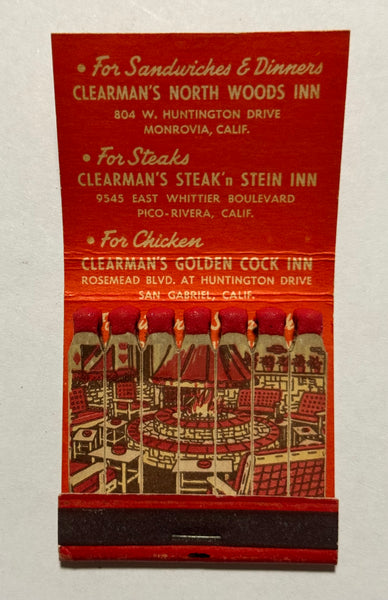 • For Sandwiches & Dinners
CLEARMAN'S NORTH WOODS INN
804 W. HUNTINGTON DRIVE
MONROVIA, CALIF.
• For Steaks
CLEARMAN'S STEAK'n STEIN INN
9545 EAST WHITTIER BOULEVARD
PICO-RIVERA, CALIF.
• For Chicken
CLEARMAN'S GOLDEN COCK INN
ROSEMEAD BLVD. AT HUNTINGTON DRIVE
SAN GABRIEL, CALIF.